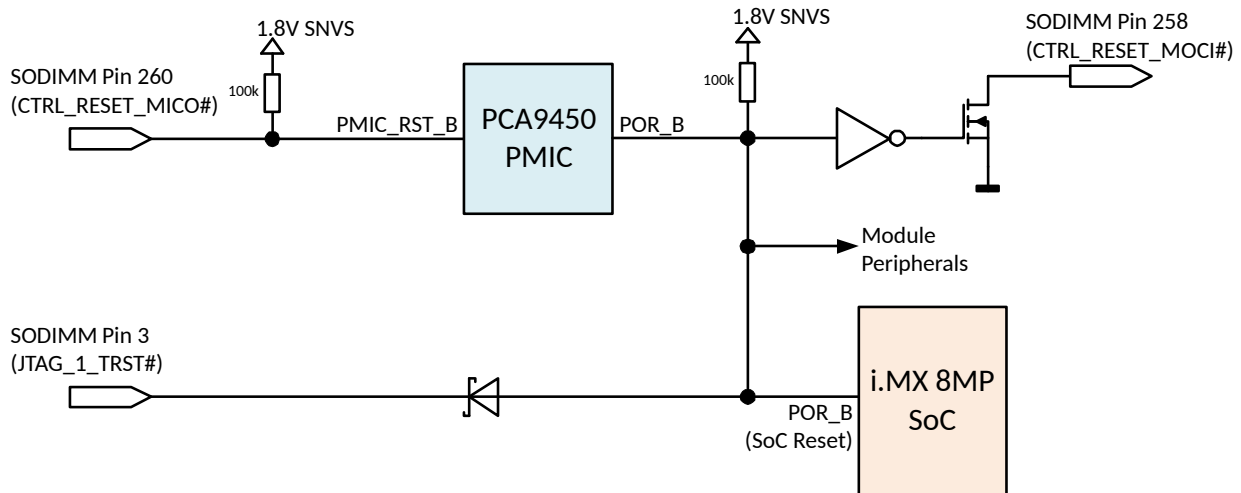 1.8V SNVS
100k
SODIMM Pin 260
(CTRL_RESET_MICO#)
PMIC_RST_B
PCA9450
PMIC
POR_B
1.8V SNVS
100k
SODIMM Pin 258
(CTRL_RESET_MOCI#)
Module
Peripherals
SODIMM Pin 3
(JTAG_1_TRST#)
POR_B
(SoC Reset)
i.MX 8MP
SoC